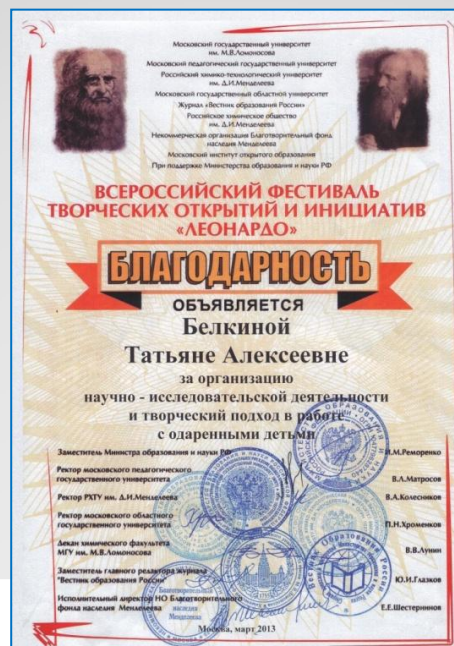 Московский государственный университет
им. М.В.Ломоносова
Московский педагогический государственный университет
Российский химико-технологический университет
им. Д.И.Менделеева
Московский государственный областной университет
Журнал «Вестник образования России»
Российское химическое общество
им. Д.И.Менделеева
Некоммерческая организация Благотворительный фонд
наследия Менделеева
Московский институт открытого образования
При поддержке Министерства образования и науки РФ
ВСЕРОССИЙСКИЙ ФЕСТИВАЛЬ
ТВОРЧЕСКИХ ОТКРЫТИЙ И ИНИЦИАТИВ
«ЛЕОНАРДО»
БЛАГОДАРНОСТЬ
ОБЪЯВЛЯЕТСЯ
Белкиной
Татьяне Алексеевне
за организацию
научно - исследовательской деятельности
и творческий подход в работе
с одаренными детьми
Заместитель Министра образования и науки РФ И.М.Реморенко
Ректор московского педагогического
государственного университета В.Л.Матросов
Ректор РХТУ им. Д.И.Менделеева В.А.Колесников
Ректор московского областного
государственного университета П.Н.Хроменков
Декан химического факультета
МГУ им. М.В.Ломоносова В.В.Лунин
Заместитель главного редактора журнала
"Вестник образования России" Ю.И.Глазков
Исполнительный директор НО Благотворительного
фонда наследия Менделеева Е.Е.Шестернинов
Москва, март 2013